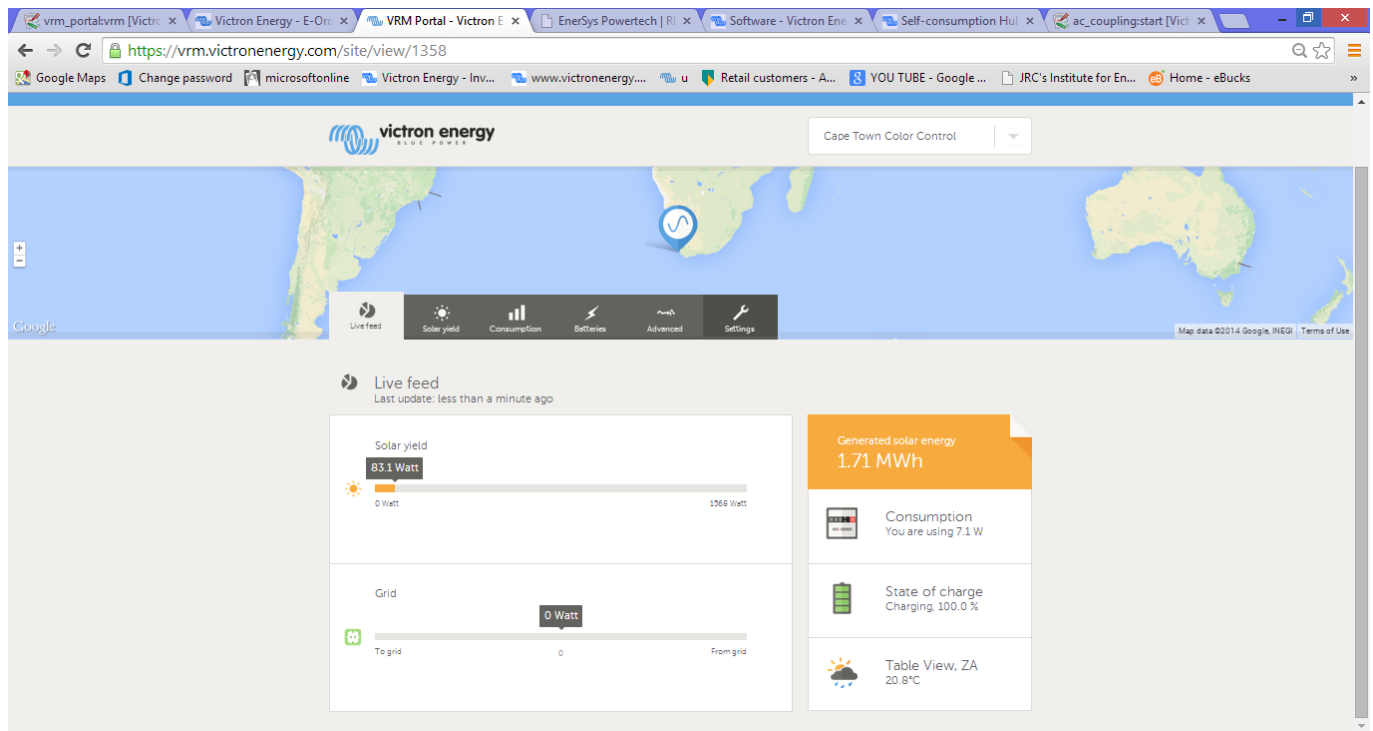 vrm_portal:vrm [Victro
Victron Energy - E-Orc
VRM Portal - Victron E
EnerSys Powertech | RI
Software - Victron Ene
Self-consumption Hul
ac_coupling:start [Vict
https://vrm.victronenergy.com/site/view/1358
Google Maps
Change password
microsoftonline
Victron Energy - Inv...
www.victronenergy....
u
Retail customers - A...
YOU TUBE - Google ...
JRC's Institute for En...
Home - eBucks
»
victron energy
BLUE POWER
Cape Town Color Control
+
-
Google
Live feed
Solar yield
Consumption
Batteries
Advanced
Settings
Map data ©2014 Google, INEGI
Terms of Use
Live feed
Last update: less than a minute ago
Solar yield
83.1 Watt
0 Watt
1568 Watt
Grid
0 Watt
To grid
0
From grid
Generated solar energy
1.71 MWh
Consumption
You are using 7.1 W
State of charge
Charging, 100.0 %
Table View, ZA
20.8°C